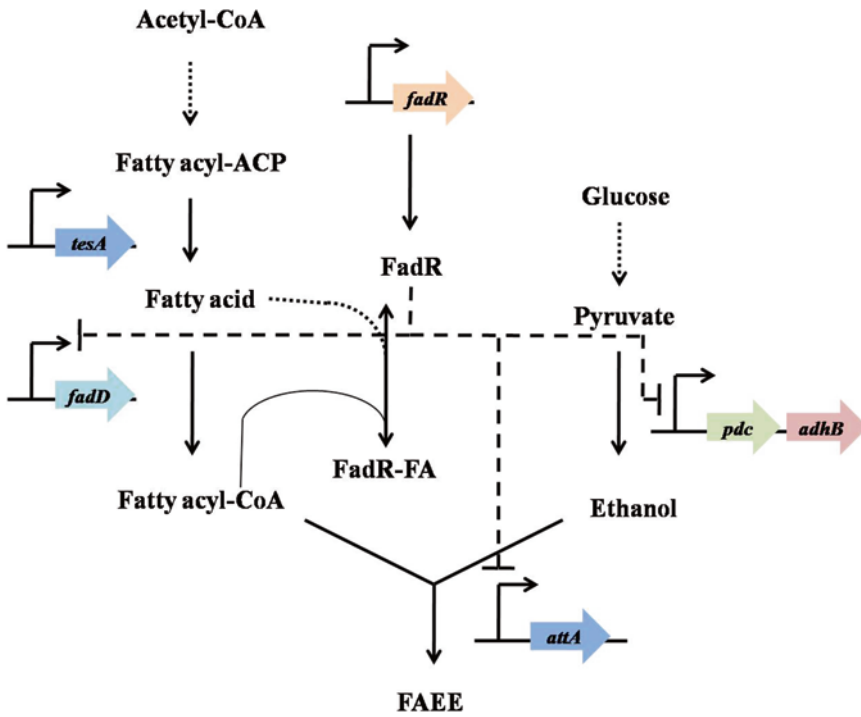 Acetyl-CoA
fadR
Fatty acyl-ACP
Glucose
tesA
FadR
Fatty acid
Pyruvate
fadD
pdc
adhB
FadR-FA
Fatty acyl-CoA
Ethanol
attA
FAEE